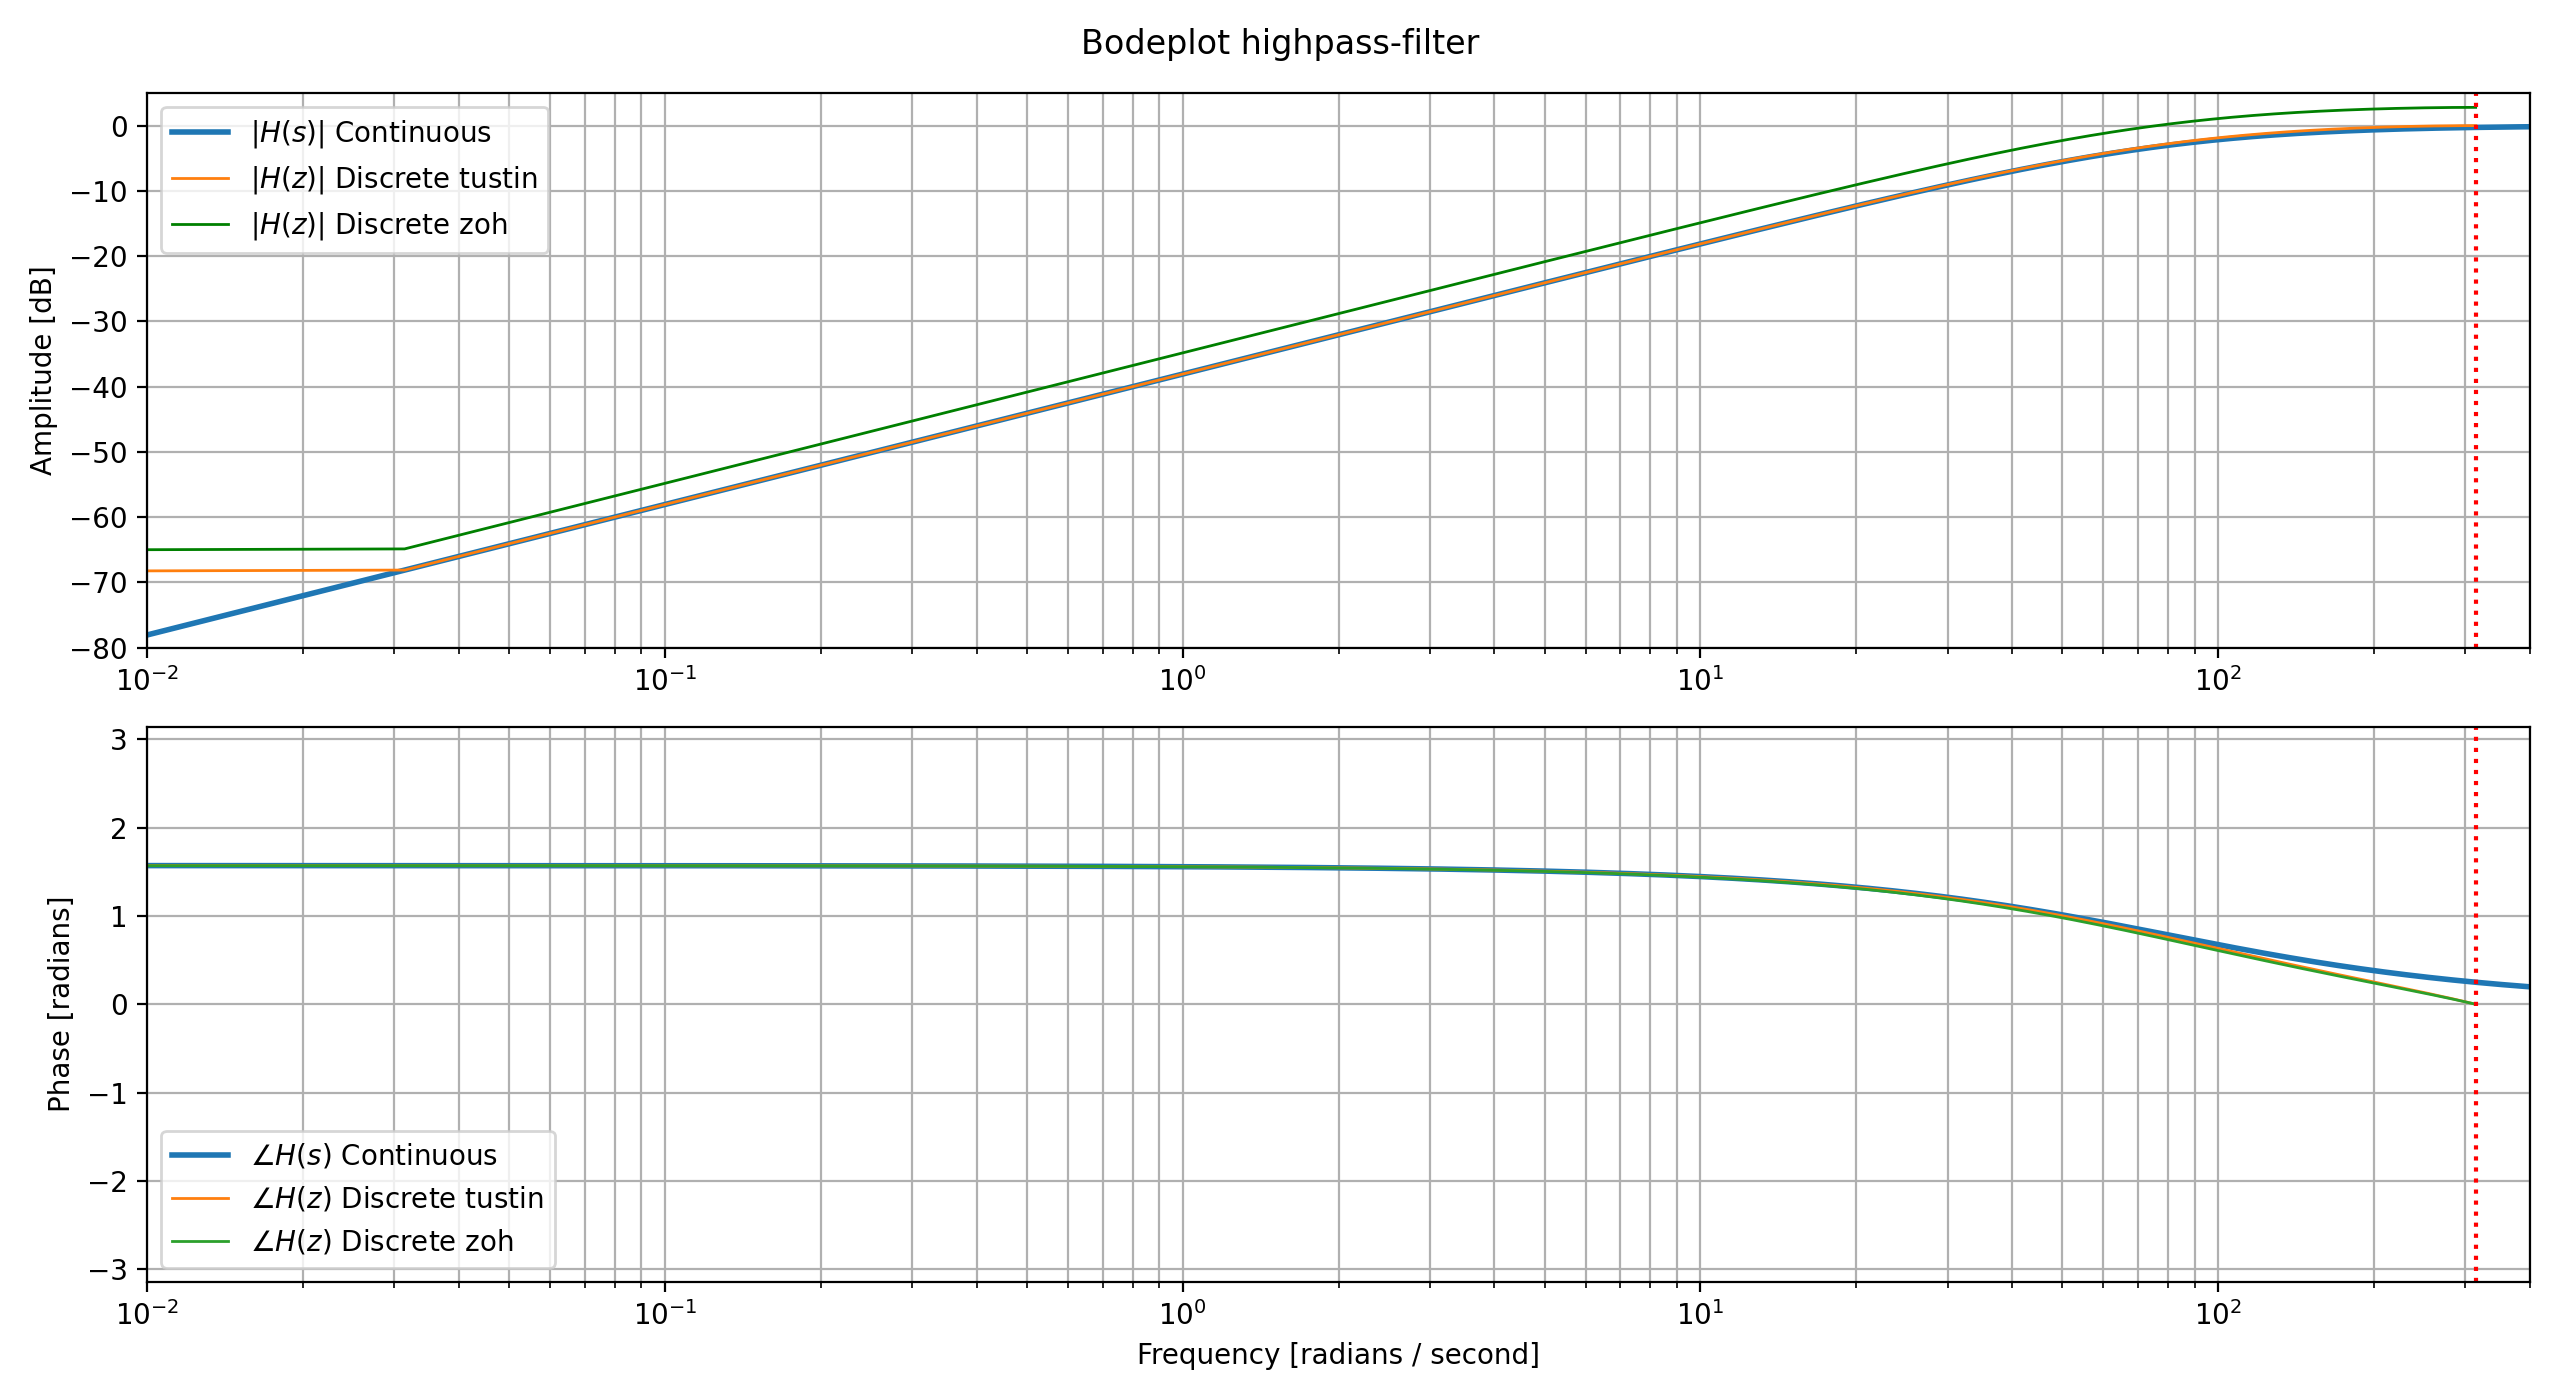 Bodeplot highpass-filter
|H(s)| Continuous
|H(z)| Discrete tustin
|H(z)| Discrete zoh
Amplitude [dB]
0
−10
−20
−30
−40
−50
−60
−70
−80
10⁻² 10⁻¹ 10⁰ 10¹ 10²
Phase [radians]
3
2
1
0
−1
−2
−3
∠H(s) Continuous
∠H(z) Discrete tustin
∠H(z) Discrete zoh
10⁻² 10⁻¹ 10⁰ 10¹ 10²
Frequency [radians / second]